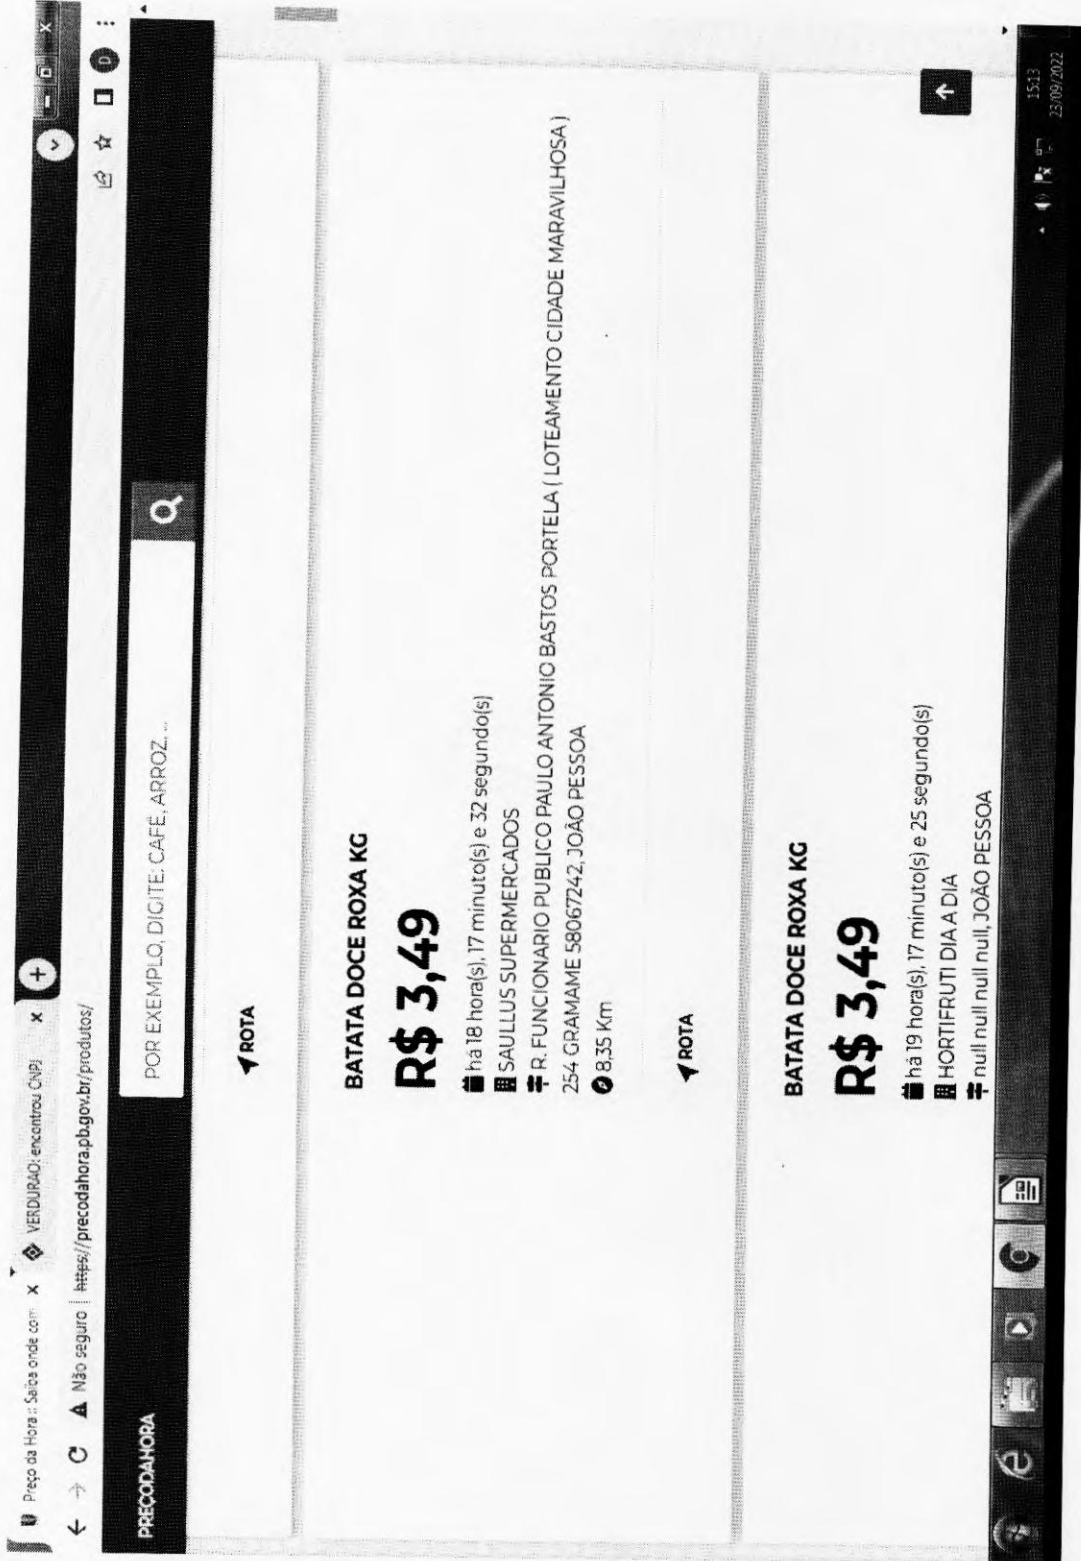 Preço da Hora :: Saiba onde com
VERDURAO: encontrou CNPJ
Não seguro
https://precodahora.pb.gov.br/produtos/
D
PREÇODAHORA
POR EXEMPLO, DIGITE: CAFÉ, ARROZ, ...
ROTA
BATATA DOCE ROXA KG
R$ 3,49
há 18 hora(s), 17 minuto(s) e 32 segundo(s)
SAULLUS SUPERMERCADOS
R. FUNCIONARIO PUBLICO PAULO ANTONIO BASTOS PORTELA ( LOTEAMENTO CIDADE MARAVILHOSA )
254 GRAMAME 58067242, JOÃO PESSOA
8,35 Km
ROTA
BATATA DOCE ROXA KG
R$ 3,49
há 19 hora(s), 17 minuto(s) e 25 segundo(s)
HORTIFRUTI DIA A DIA
null null null null, JOÃO PESSOA
15:13
23/09/2022